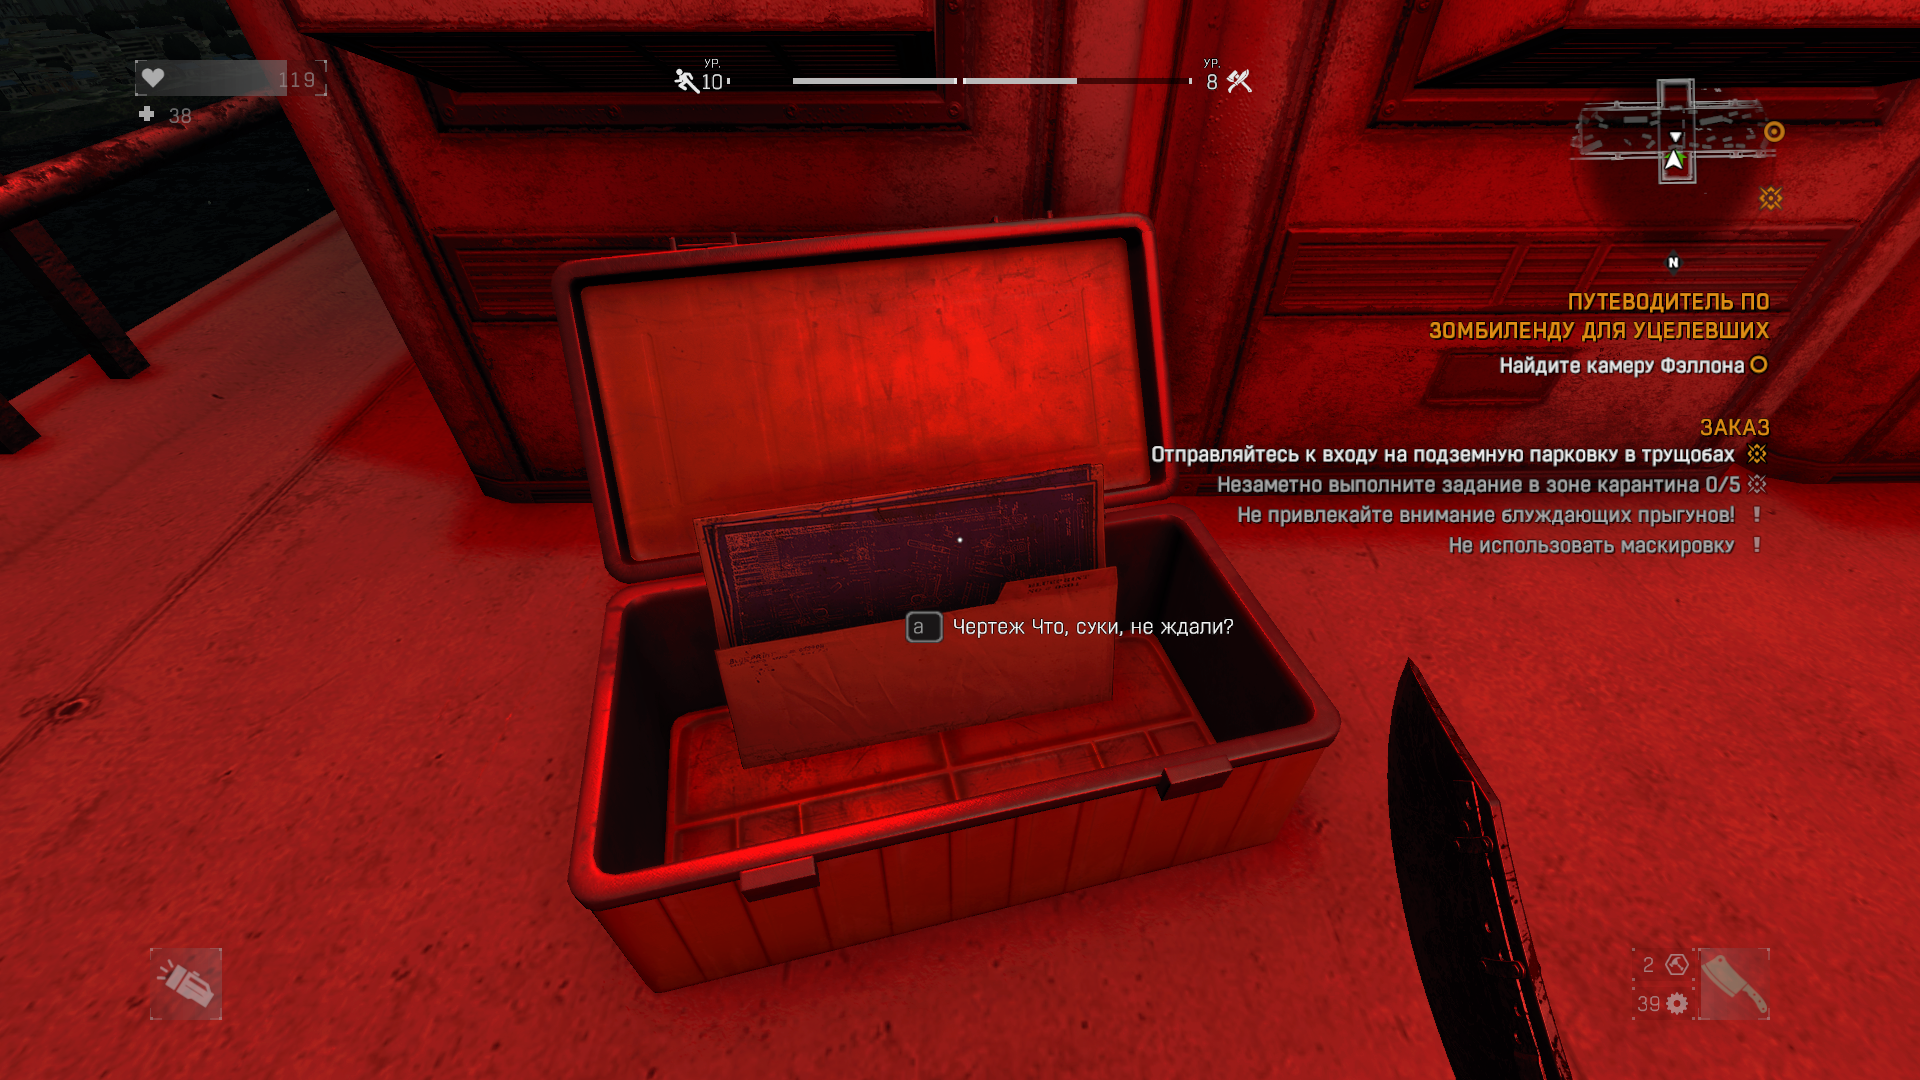 119
38
УР.
10
УР.
8
N
ПУТЕВОДИТЕЛЬ ПО
ЗОМБИЛЕНДУ ДЛЯ УЦЕЛЕВШИХ
Найдите камеру Фэллона
ЗАКАЗ
Отправляйтесь к входу на подземную парковку в трущобах
Незаметно выполните задание в зоне карантина 0/5
Не привлекайте внимание блуждающих прыгунов! !
Не использовать маскировку !
BLUEPRINT
a Чертеж Что, суки, не ждали?
2
39